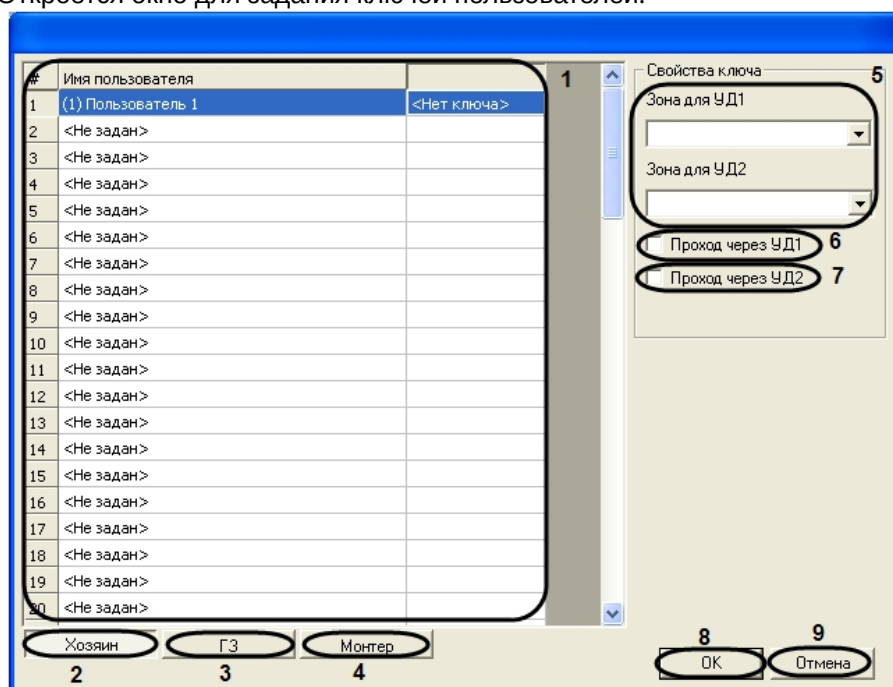 Откроется окно для задания ключей пользователей.
# Имя пользователя
1 (1) Пользователь 1 <Нет ключа>
2 <Не задан>
3 <Не задан>
4 <Не задан>
5 <Не задан>
6 <Не задан>
7 <Не задан>
8 <Не задан>
9 <Не задан>
10 <Не задан>
11 <Не задан>
12 <Не задан>
13 <Не задан>
14 <Не задан>
15 <Не задан>
16 <Не задан>
17 <Не задан>
18 <Не задан>
19 <Не задан>
20 <Не задан>
1
Свойства ключа 5
Зона для УД1
Зона для УД2
Проход через УД1 6
Проход через УД2 7
Хозяин ГЗ Монтер
2 3 4
8 9
OK Отмена